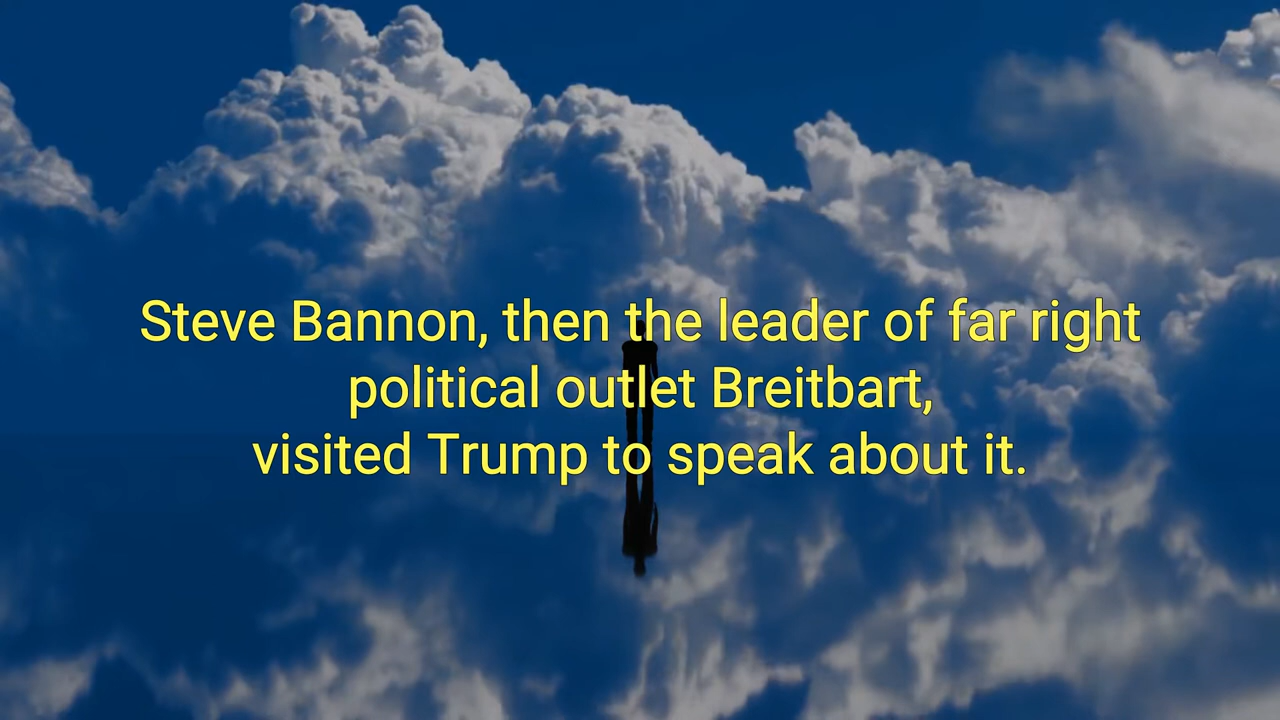 Steve Bannon, then the leader of far right
political outlet Breitbart,
visited Trump to speak about it.